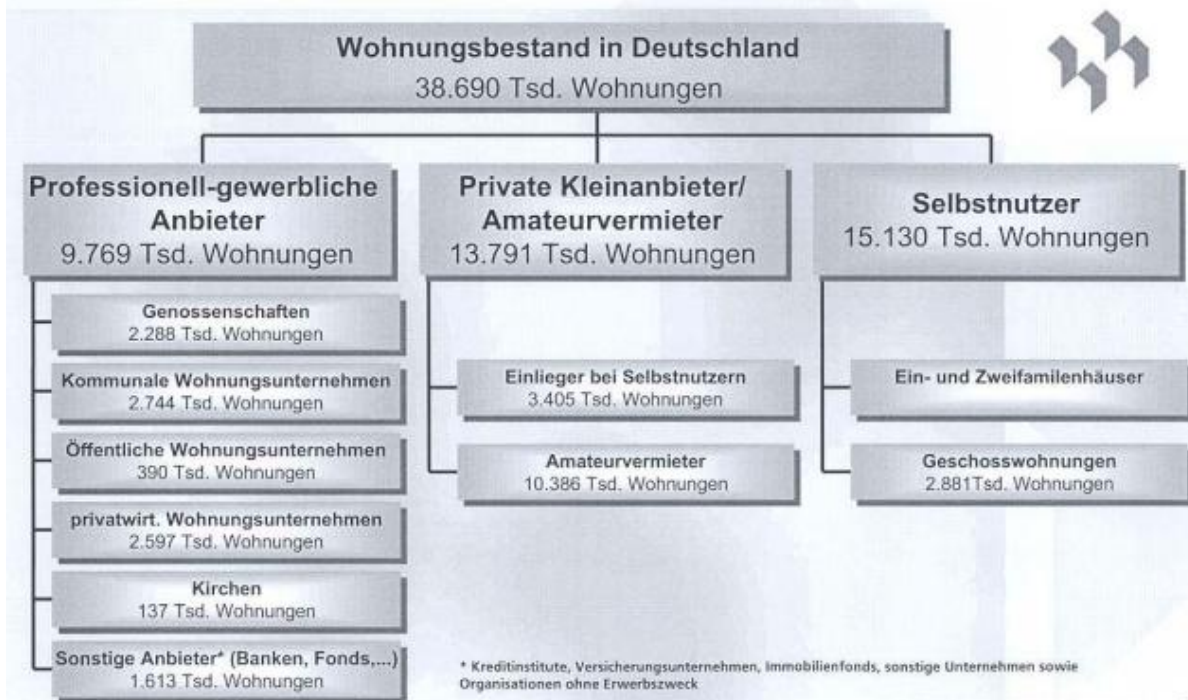 Wohnungsbestand in Deutschland
38.690 Tsd. Wohnungen
Professionell-gewerbliche
Anbieter
9.769 Tsd. Wohnungen
Genossenschaften
2.288 Tsd. Wohnungen
Kommunale Wohnungsunternehmen
2.744 Tsd. Wohnungen
Öffentliche Wohnungsunternehmen
390 Tsd. Wohnungen
privatwirt. Wohnungsunternehmen
2.597 Tsd. Wohnungen
Kirchen
137 Tsd. Wohnungen
Sonstige Anbieter* (Banken, Fonds,...)
1.613 Tsd. Wohnungen
Private Kleinanbieter/
Amateurvermieter
13.791 Tsd. Wohnungen
Einlieger bei Selbstnutzern
3.405 Tsd. Wohnungen
Amateurvermieter
10.386 Tsd. Wohnungen
Selbstnutzer
15.130 Tsd. Wohnungen
Ein- und Zweifamilenhäuser
Geschosswohnungen
2.881Tsd. Wohnungen
* Kreditinstitute, Versicherungsunternehmen, Immobilienfonds, sonstige Unternehmen sowie
Organisationen ohne Erwerbszweck